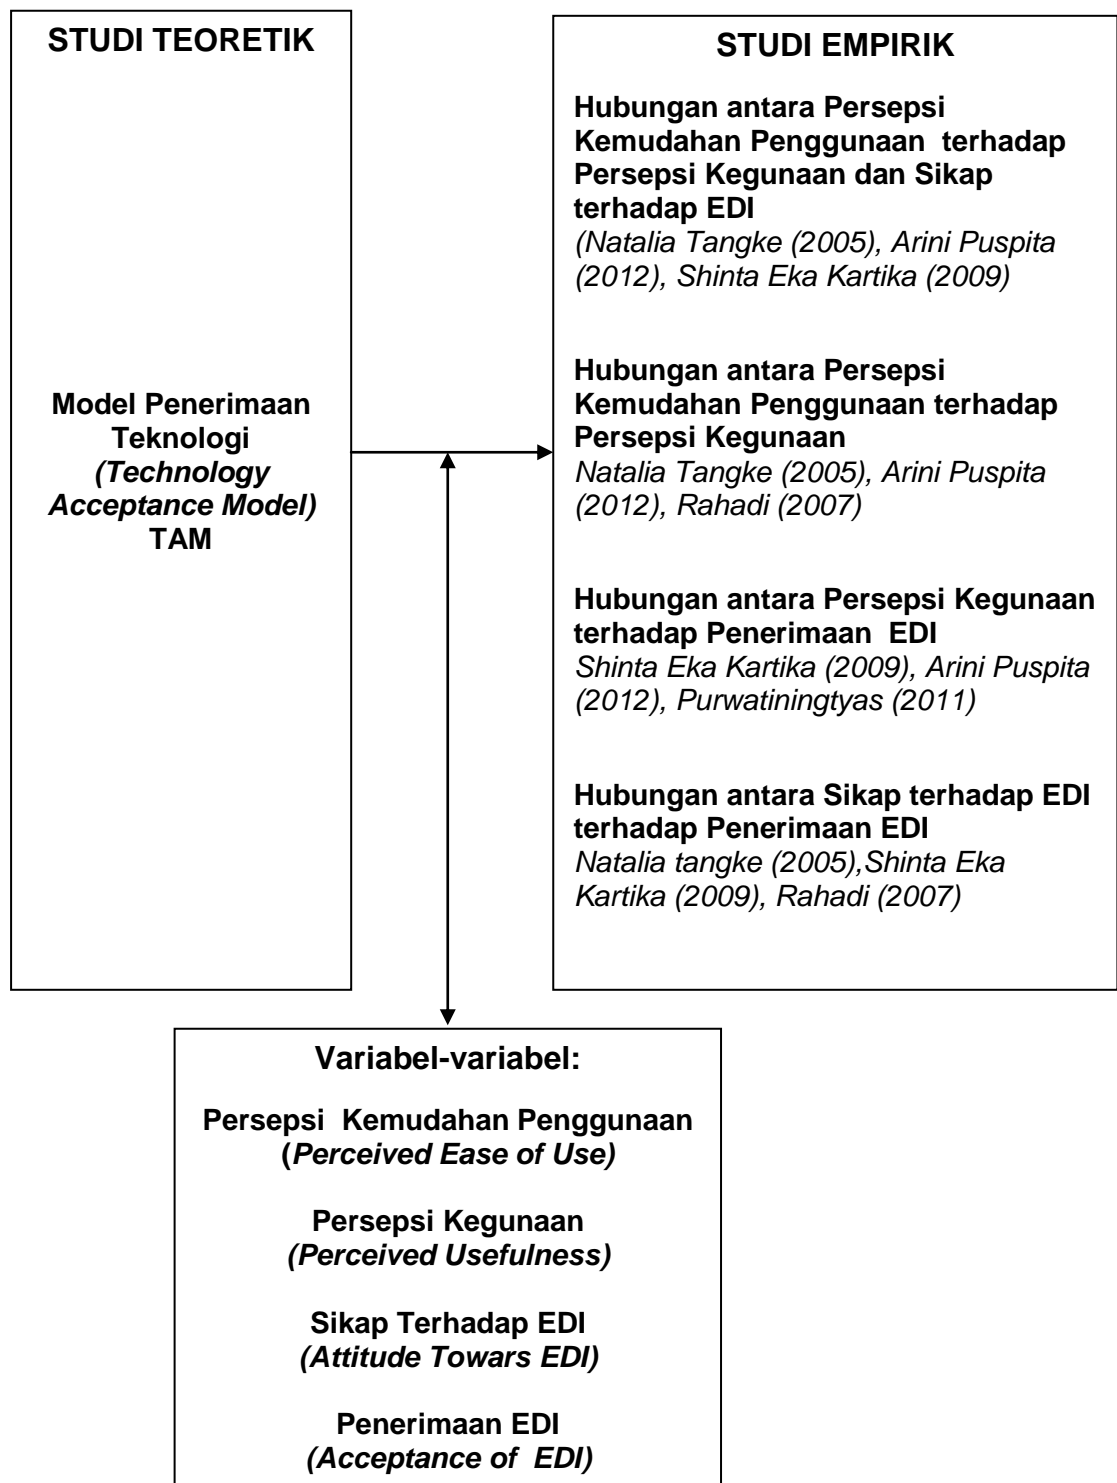 STUDI TEORETIK
Model Penerimaan
Teknologi
(Technology
Acceptance Model)
TAM
STUDI EMPIRIK
Hubungan antara Persepsi
Kemudahan Penggunaan terhadap
Persepsi Kegunaan dan Sikap
terhadap EDI
(Natalia Tangke (2005), Arini Puspita
(2012), Shinta Eka Kartika (2009)
Hubungan antara Persepsi
Kemudahan Penggunaan terhadap
Persepsi Kegunaan
Natalia Tangke (2005), Arini Puspita
(2012), Rahadi (2007)
Hubungan antara Persepsi Kegunaan
terhadap Penerimaan EDI
Shinta Eka Kartika (2009), Arini Puspita
(2012), Purwatiningtyas (2011)
Hubungan antara Sikap terhadap EDI
terhadap Penerimaan EDI
Natalia tangke (2005),Shinta Eka
Kartika (2009), Rahadi (2007)
Variabel-variabel:
Persepsi Kemudahan Penggunaan
(Perceived Ease of Use)
Persepsi Kegunaan
(Perceived Usefulness)
Sikap Terhadap EDI
(Attitude Towars EDI)
Penerimaan EDI
(Acceptance of EDI)